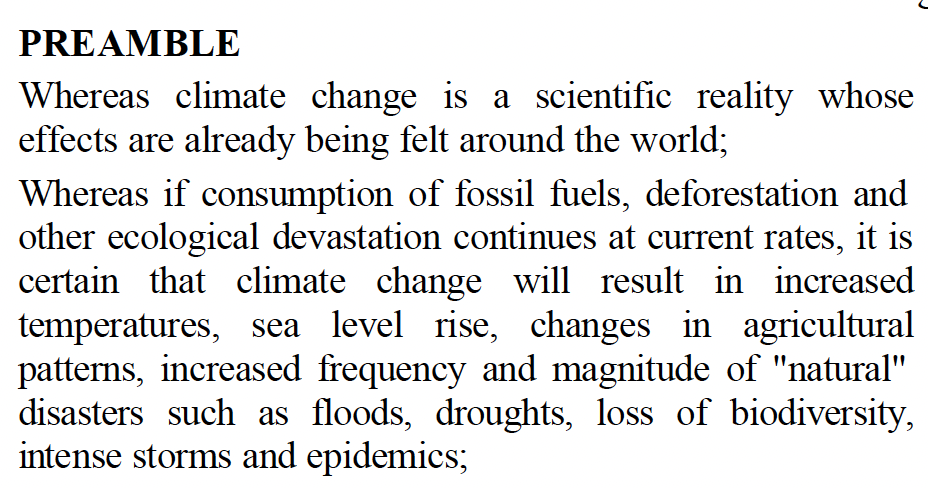 PREAMBLE
Whereas climate change is a scientific reality whose
effects are already being felt around the world;
Whereas if consumption of fossil fuels, deforestation and
other ecological devastation continues at current rates, it is
certain that climate change will result in increased
temperatures, sea level rise, changes in agricultural
patterns, increased frequency and magnitude of "natural"
disasters such as floods, droughts, loss of biodiversity,
intense storms and epidemics;